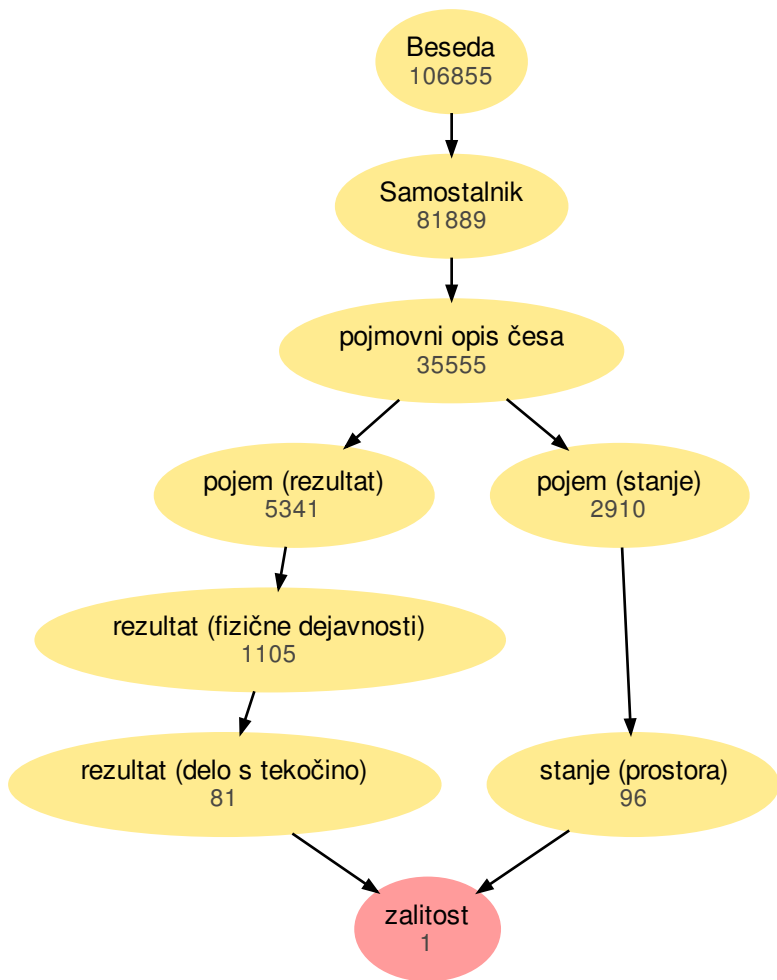 Beseda
106855
Samostalnik
81889
pojmovni opis česa
35555
pojem (rezultat)
5341
pojem (stanje)
2910
rezultat (fizične dejavnosti)
1105
rezultat (delo s tekočino)
81
stanje (prostora)
96
zalitost
1